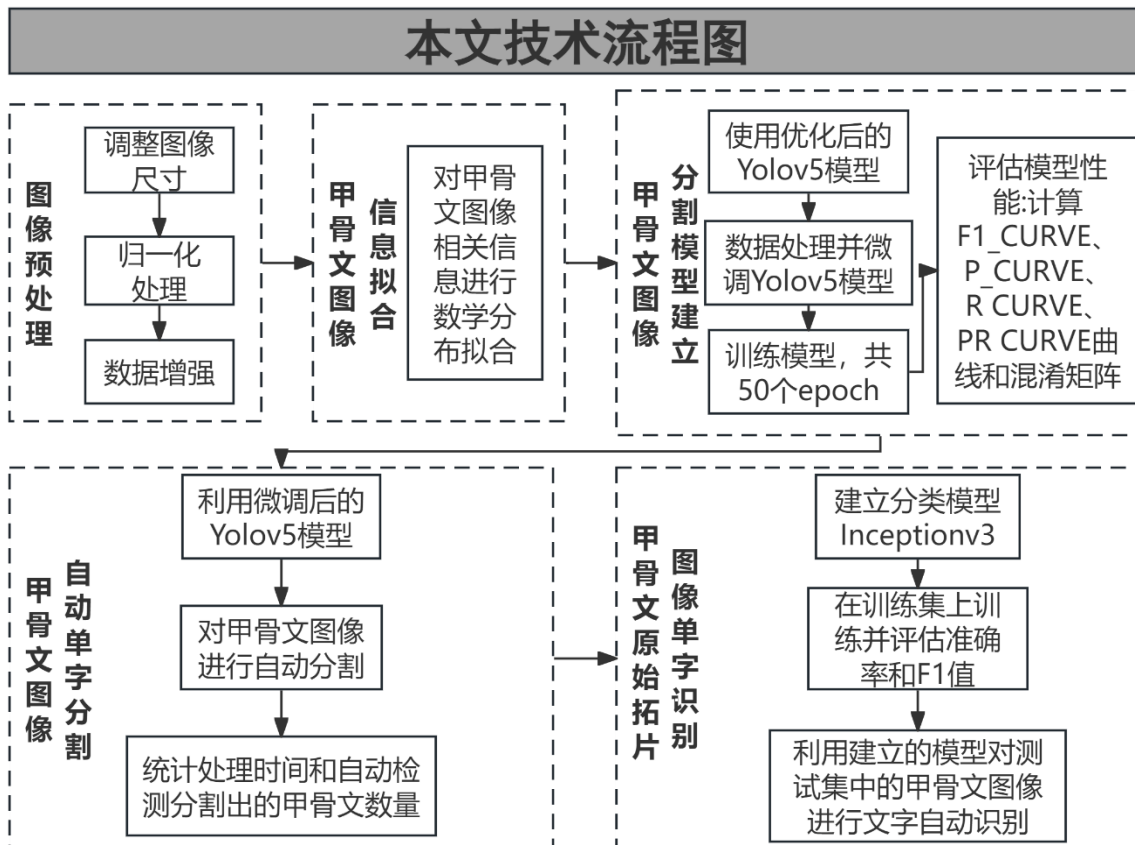 本文技术流程图
图像预处理
调整图像
尺寸
归一化
处理
数据增强
甲骨文图像
信息拟合
对甲骨
文图像
相关信
息进行
数学分
布拟合
甲骨文图像
分割模型建立
使用优化后的
Yolov5模型
数据处理并微
调Yolov5模型
训练模型，共
50个epoch
评估模型性
能:计算
F1_CURVE、
P_CURVE、
R CURVE、
PR CURVE曲
线和混淆矩阵
甲骨文图像
自动单字分割
利用微调后的
Yolov5模型
对甲骨文图像
进行自动分割
统计处理时间和自动检
测分割出的甲骨文数量
甲骨文原始拓片
图像单字识别
建立分类模型
Inceptionv3
在训练集上训
练并评估准确
率和F1值
利用建立的模型对测
试集中的甲骨文图像
进行文字自动识别